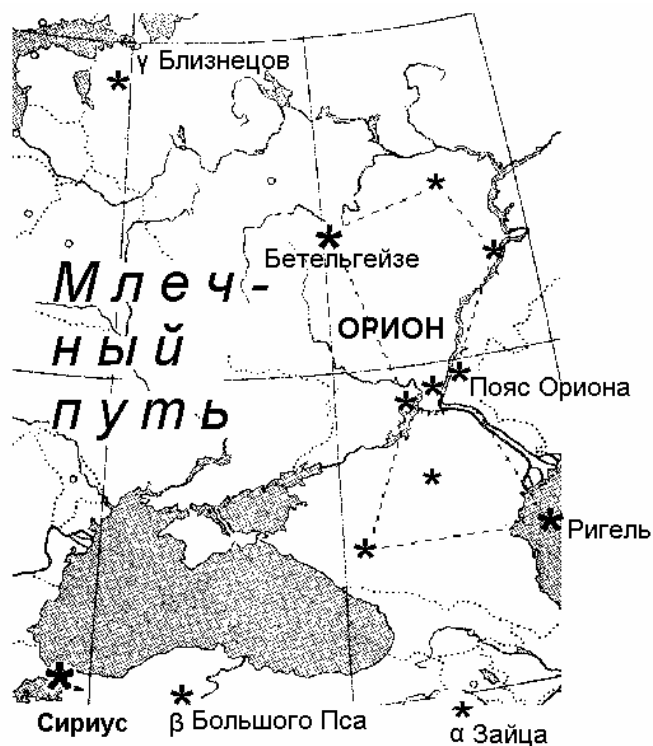 γ Близнецов
Бетельгейзе
Млеч-
ный
путь
ОРИОН
Пояс Ориона
Ригель
Сириус
β Большого Пса
α Зайца